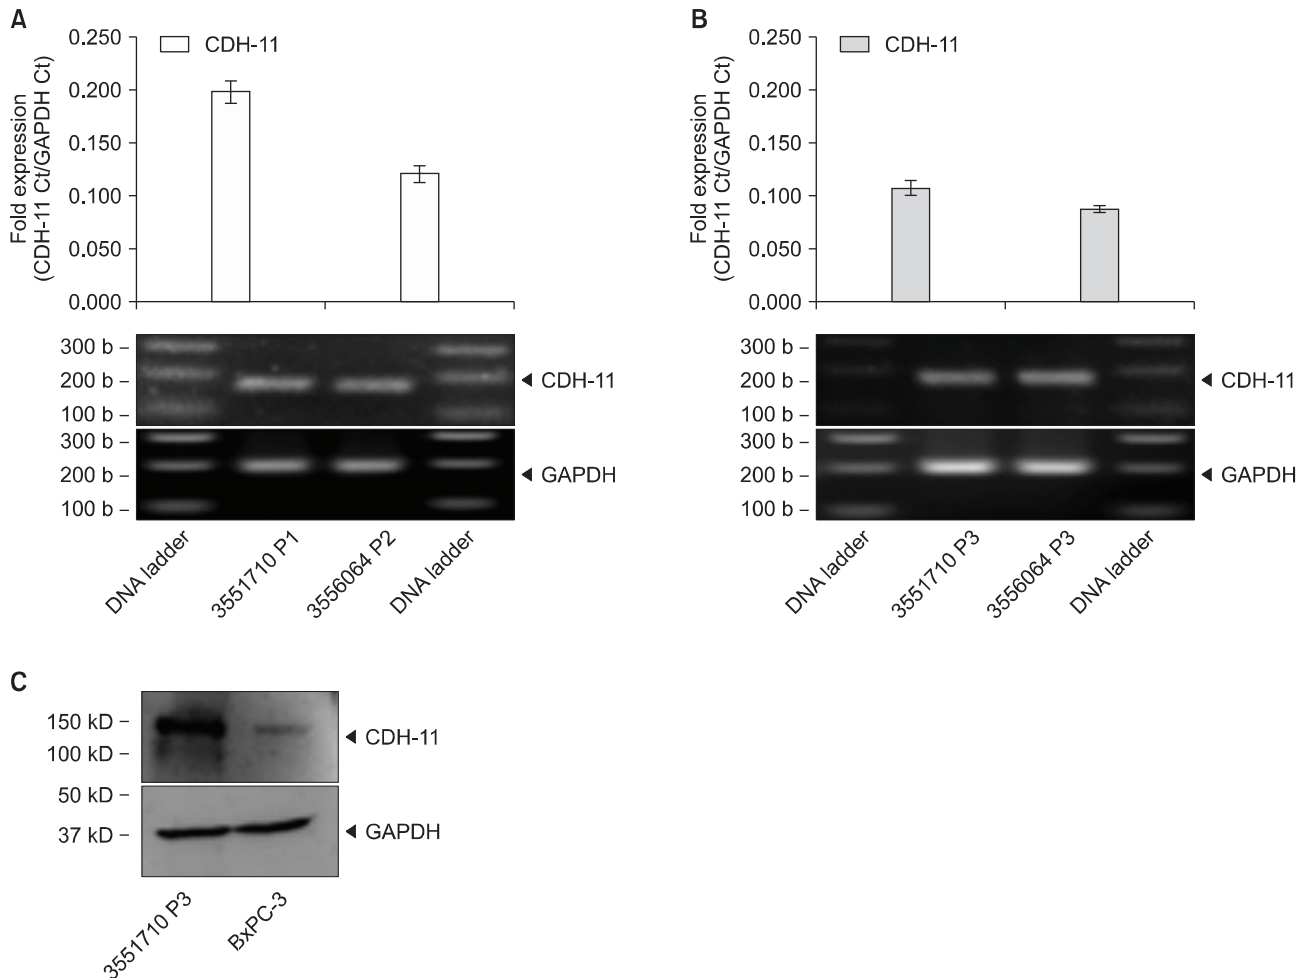 A
CDH-11
Fold expression
(CDH-11 Ct/GAPDH Ct)
0.250
0.200
0.150
0.100
0.050
0.000
300 b
200 b
100 b
CDH-11
300 b
200 b
100 b
GAPDH
DNA ladder
3551710 P1
3556064 P2
DNA ladder
B
CDH-11
Fold expression
(CDH-11 Ct/GAPDH Ct)
0.250
0.200
0.150
0.100
0.050
0.000
300 b
200 b
100 b
CDH-11
300 b
200 b
100 b
GAPDH
DNA ladder
3551710 P3
3556064 P3
DNA ladder
C
150 kD
100 kD
CDH-11
50 kD
37 kD
GAPDH
3551710 P3
BxPC-3